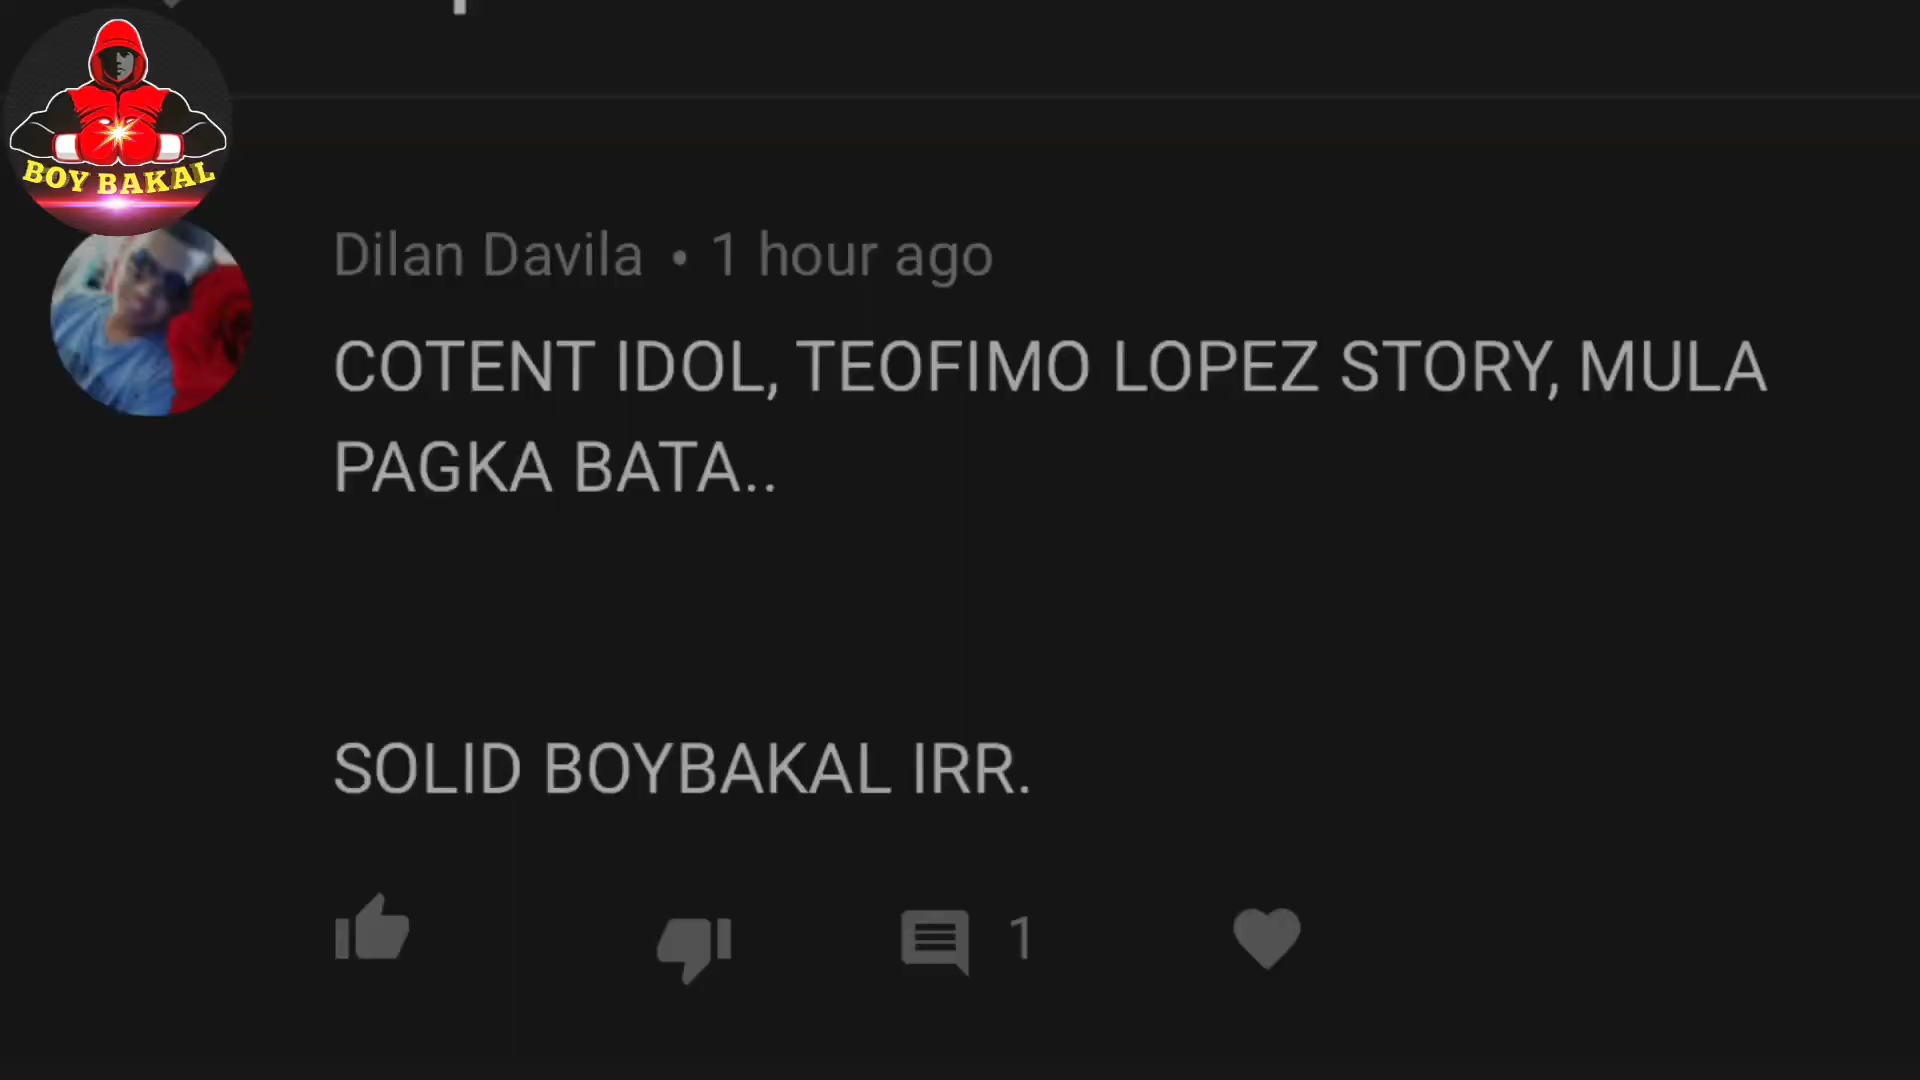 BOY BAKAL
Dilan Davila • 1 hour ago
COTENT IDOL, TEOFIMO LOPEZ STORY, MULA
PAGKA BATA..
SOLID BOYBAKAL IRR.
1